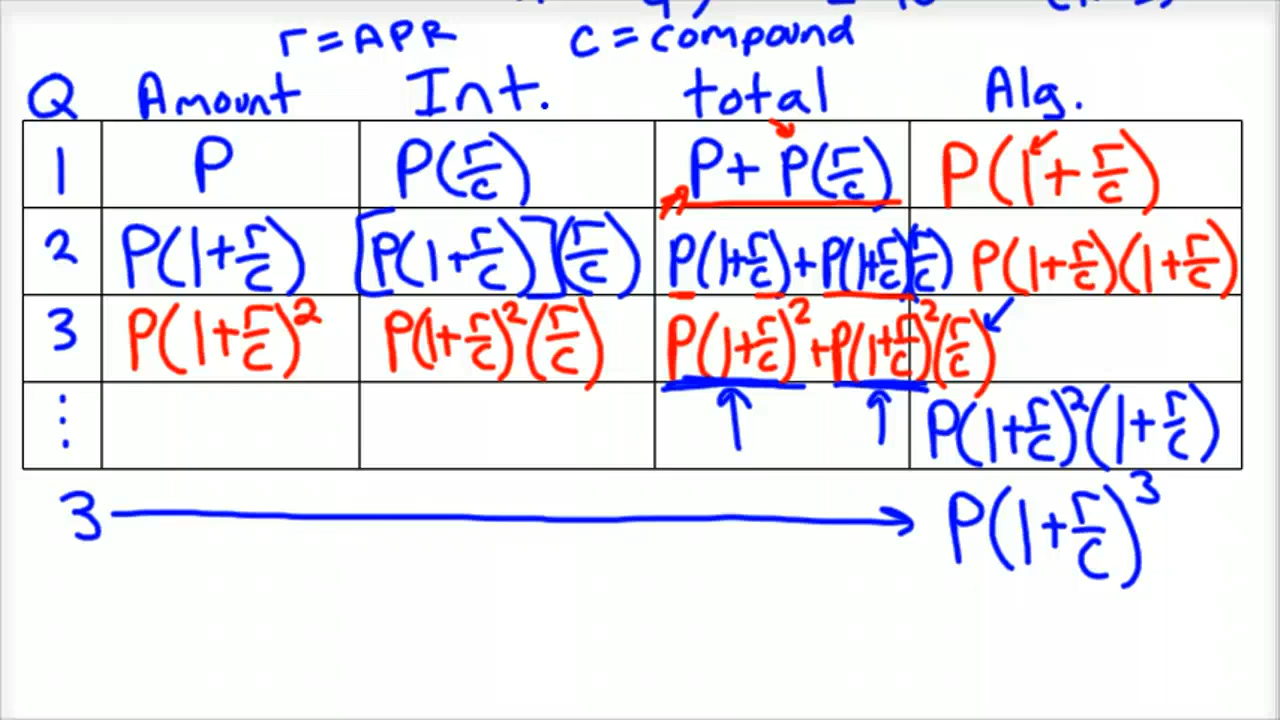 r = APR c = compound
Q Amount Int. total Alg.
1 P P(r/c) P + P(r/c) P(1 + r/c)
2 P(1+r/c) [P(1+r/c)](r/c) P(1+r/c)+P(1+r/c)(r/c) P(1+r/c)(1+r/c)
3 P(1+r/c)² P(1+r/c)²(r/c) P(1+r/c)²+P(1+r/c)²(r/c)
⋮ P(1+r/c)²(1+r/c)
3 → P(1+r/c)³